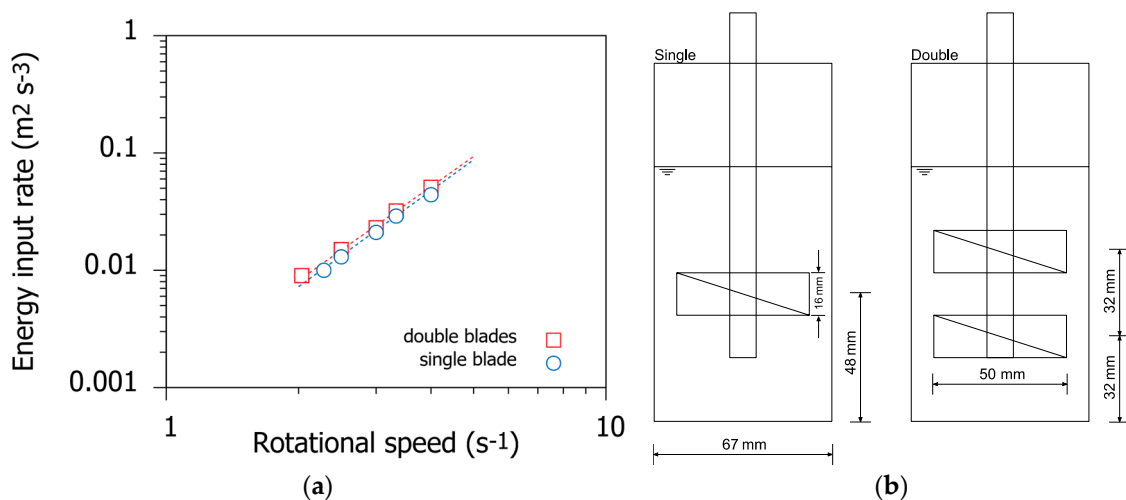 1
0.1
0.01
0.001
Energy input rate (m2 s-3)
double blades
single blade
1
10
Rotational speed (s-1)
(a)
Single
16 mm
48 mm
67 mm
Double
32 mm
32 mm
50 mm
(b)